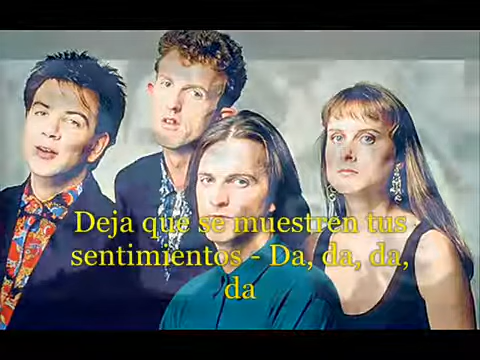 Deja que se muestren tus
sentimientos - Da, da, da,
da